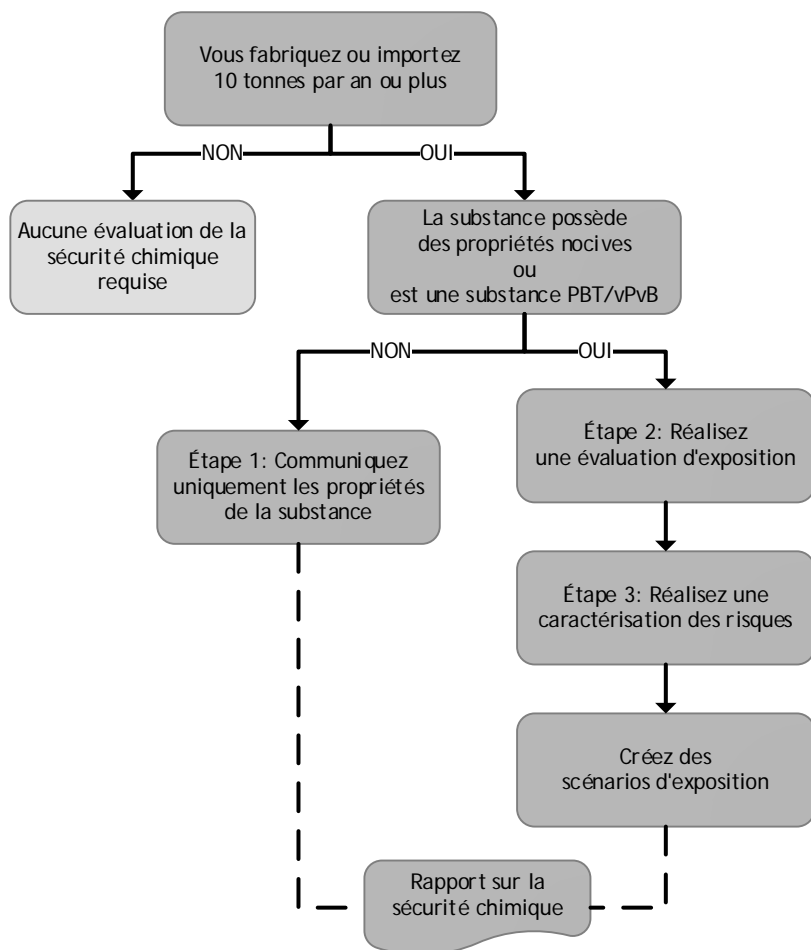 Vous fabriquez ou importez
10 tonnes par an ou plus
NON
OUI
Aucune évaluation de la
sécurité chimique
requise
La substance possède
des propriétés nocives
ou
est une substance PBT/vPvB
NON
OUI
Étape 1: Communiquez
uniquement les propriétés
de la substance
Étape 2: Réalisez
une évaluation d'exposition
Étape 3: Réalisez une
caractérisation des risques
Créez des
scénarios d'exposition
Rapport sur la
sécurité chimique